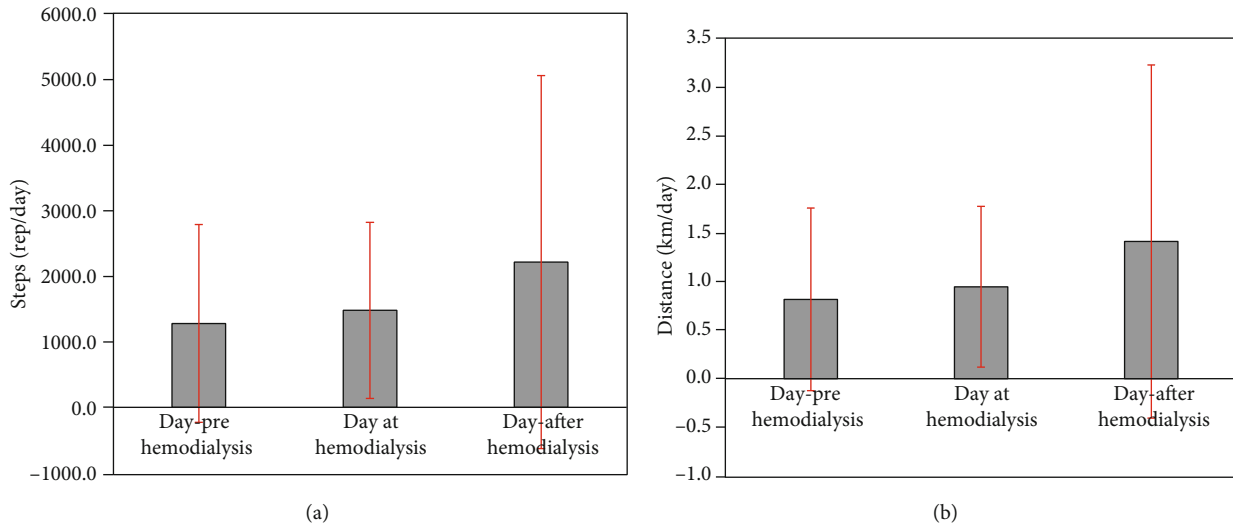 6000.0
5000.0
4000.0
3000.0
2000.0
1000.0
0.0
–1000.0
Steps (rep/day)
Day-pre
hemodialysis
Day at
hemodialysis
Day-after
hemodialysis
(a)
3.5
3.0
2.5
2.0
1.5
1.0
0.5
0.0
–0.5
–1.0
Distance (km/day)
Day-pre
hemodialysis
Day at
hemodialysis
Day-after
hemodialysis
(b)